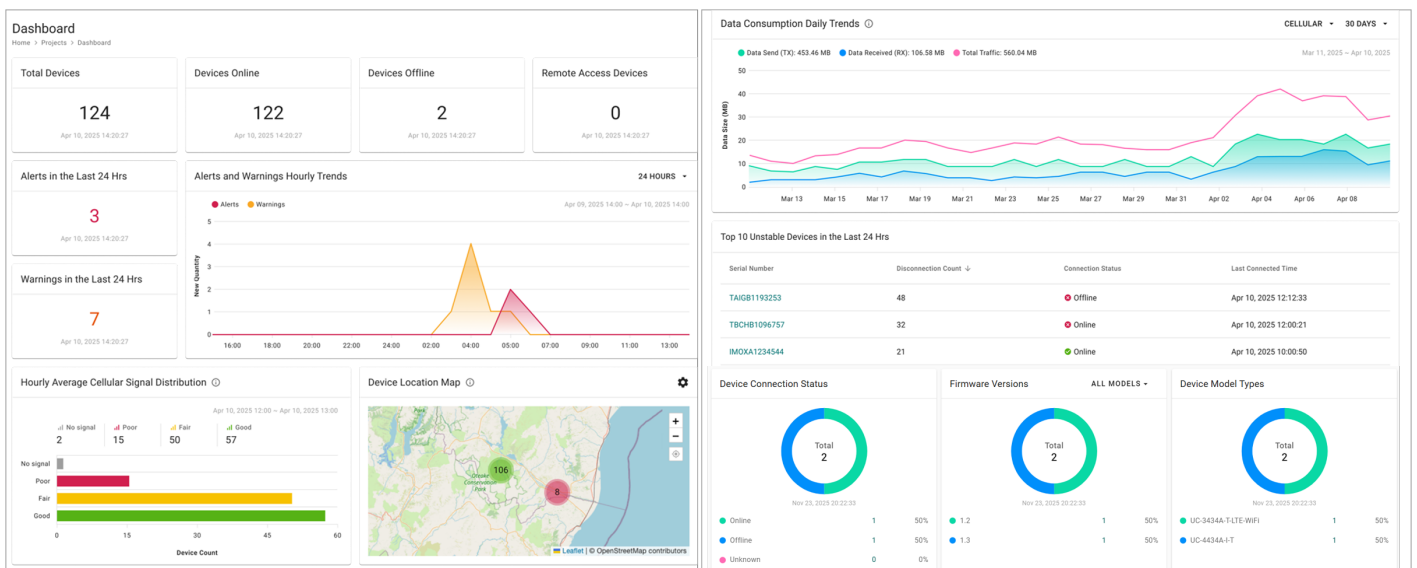 Dashboard
Home > Projects > Dashboard
Total Devices
124
Apr 10, 2025 14:20:27
Devices Online
122
Apr 10, 2025 14:20:27
Devices Offline
2
Apr 10, 2025 14:20:27
Remote Access Devices
0
Apr 10, 2025 14:20:27
Alerts in the Last 24 Hrs
3
Apr 10, 2025 14:20:27
Warnings in the Last 24 Hrs
7
Apr 10, 2025 14:20:27
Alerts and Warnings Hourly Trends
24 HOURS
Alerts Warnings
Apr 09, 2025 14:00 ~ Apr 10, 2025 14:00
New Quantity
5
4
3
2
1
0
16:00 18:00 20:00 22:00 24:00 02:00 04:00 05:00 07:00 09:00 11:00 13:00
Hourly Average Cellular Signal Distribution
Apr 10, 2025 12:00 ~ Apr 10, 2025 13:00
No signal Poor Fair Good
2 15 50 57
No signal
Poor
Fair
Good
0 15 30 45 60
Device Count
Device Location Map
Park
106
Otsuke
Conservation
Park
8
+
−
Leaflet | © OpenStreetMap contributors
Data Consumption Daily Trends
CELLULAR 30 DAYS
Data Send (TX): 453.46 MB Data Received (RX): 106.58 MB Total Traffic: 560.04 MB
Mar 11, 2025 ~ Apr 10, 2025
Data Size (MB)
50
40
30
20
10
0
Mar 13 Mar 15 Mar 17 Mar 19 Mar 21 Mar 23 Mar 25 Mar 27 Mar 29 Mar 31 Apr 02 Apr 04 Apr 06 Apr 08
Top 10 Unstable Devices in the Last 24 Hrs
Serial Number Disconnection Count Connection Status Last Connected Time
TAIGB1193253 48 Offline Apr 10, 2025 12:12:33
TBCHB1096757 32 Online Apr 10, 2025 12:00:21
IMOXA1234544 21 Online Apr 10, 2025 10:00:50
Device Connection Status
Total
2
Nov 23, 2025 20:22:33
Online 1 50%
Offline 1 50%
Unknown 0 0%
Firmware Versions
ALL MODELS
Total
2
Nov 23, 2025 20:22:33
1.2 1 50%
1.3 1 50%
Device Model Types
Total
2
Nov 23, 2025 20:22:33
UC-3434A-T-LTE-WiFi 1 50%
UC-4434A-I-T 1 50%